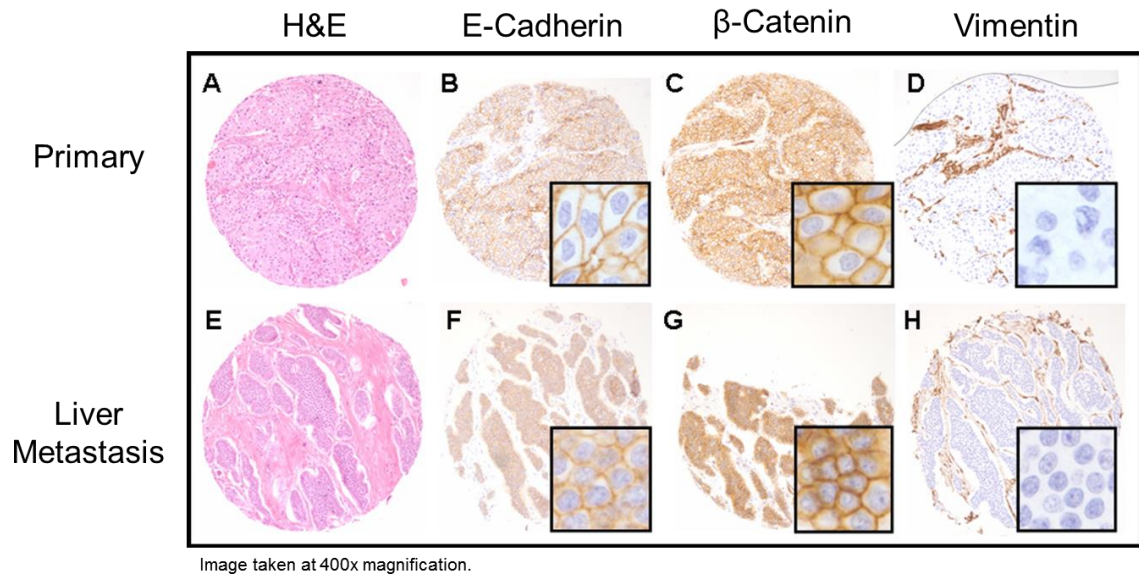 H&E E-Cadherin β-Catenin Vimentin
A B C D
Primary
E F G H
Liver
Metastasis
Image taken at 400x magnification.